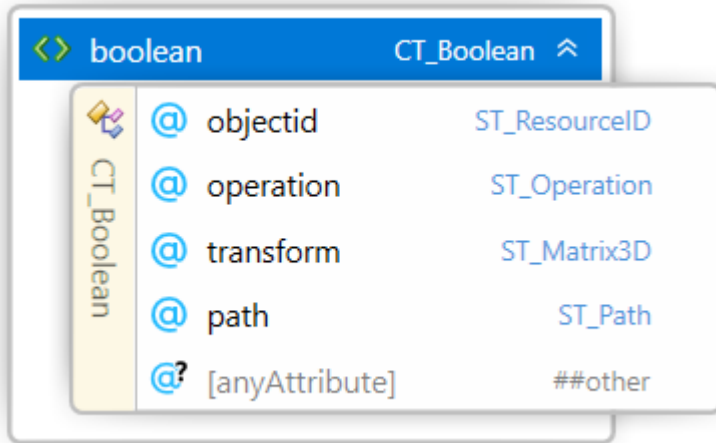 boolean CT_Boolean
CT_Boolean
@ objectid ST_ResourceID
@ operation ST_Operation
@ transform ST_Matrix3D
@ path ST_Path
@? [anyAttribute] ##other